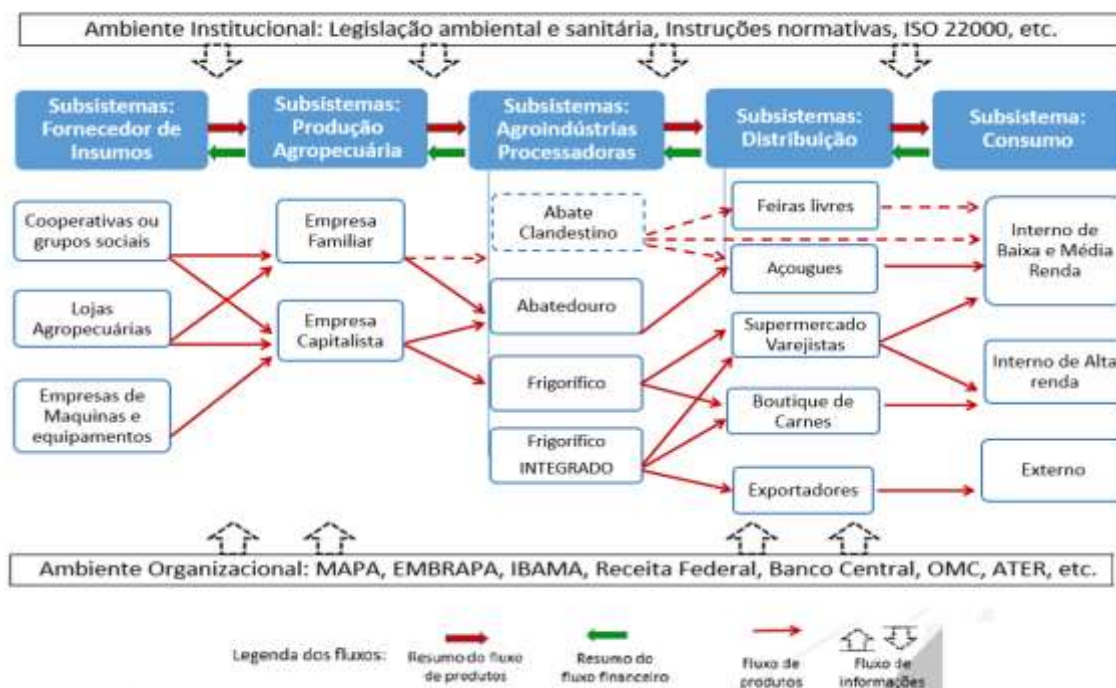 Ambiente Institucional: Legislação ambiental e sanitária, Instruções normativas, ISO 22000, etc.
Subsistemas:
Fornecedor de
Insumos
Subsistemas:
Produção
Agropecuária
Subsistemas:
Agroindústrias
Processadoras
Subsistemas:
Distribuição
Subsistema:
Consumo
Cooperativas ou
grupos sociais
Lojas
Agropecuárias
Empresas de
Maquinas e
equipamentos
Empresa
Familiar
Empresa
Capitalista
Abate
Clandestino
Abatedouro
Frigorífico
Frigorífico
INTEGRADO
Feiras livres
Açougues
Supermercado
Varejistas
Boutique de
Carnes
Exportadores
Interno de
Baixa e Média
Renda
Interno de Alta
renda
Externo
Ambiente Organizacional: MAPA, EMBRAPA, IBAMA, Receita Federal, Banco Central, OMC, ATER, etc.
Legenda dos fluxos:
Resumo do fluxo
de produtos
Resumo do
fluxo financeiro
Fluxo de
produtos
Fluxo de
informações